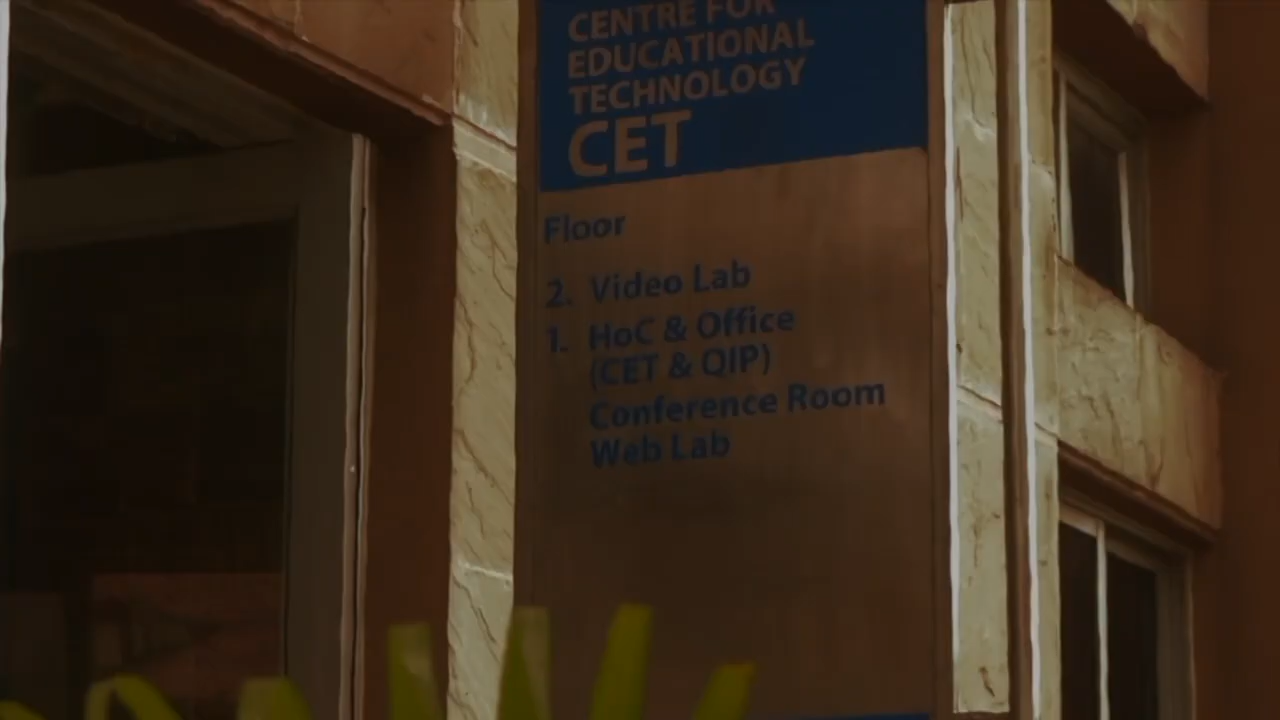 CENTRE FOR
EDUCATIONAL
TECHNOLOGY
CET
Floor
2. Video Lab
1. HoC & Office
(CET & QIP)
Conference Room
Web Lab